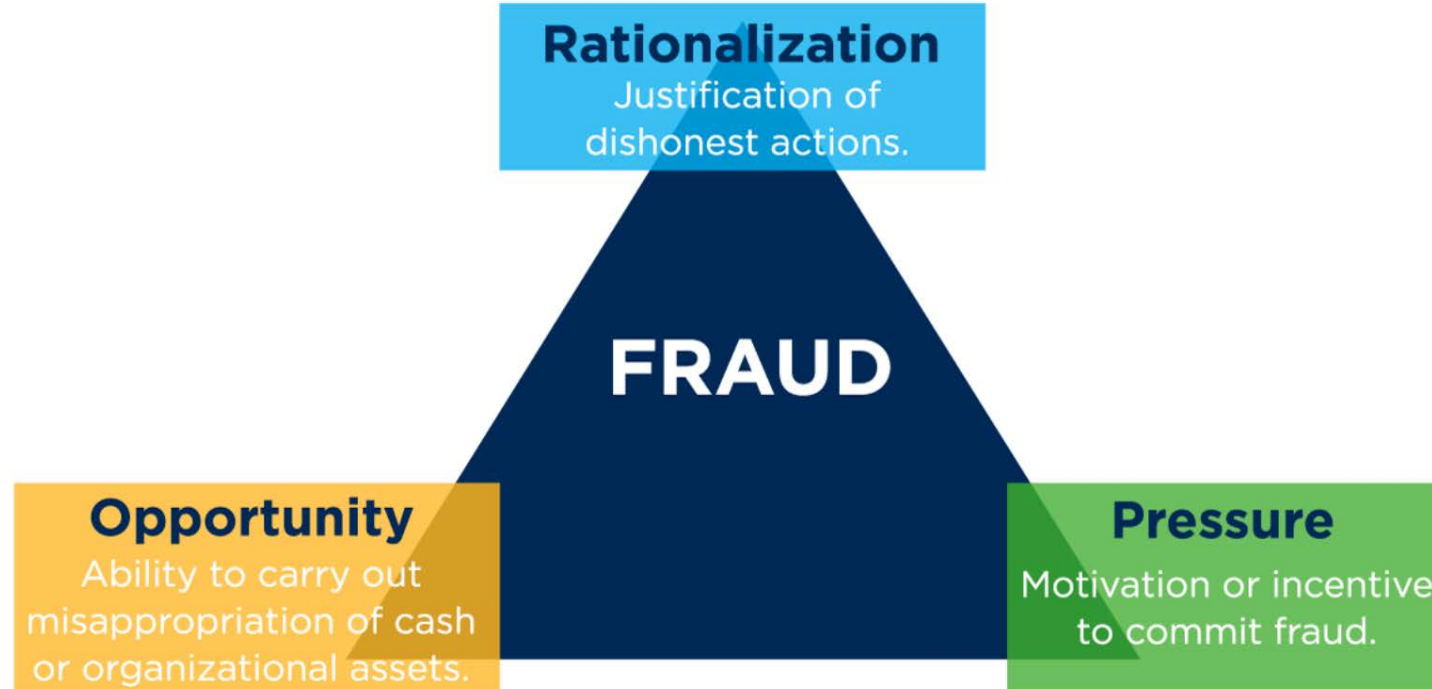 Rationalization
Justification of
dishonest actions.
FRAUD
Opportunity
Ability to carry out
misappropriation of cash
or organizational assets.
Pressure
Motivation or incentive
to commit fraud.